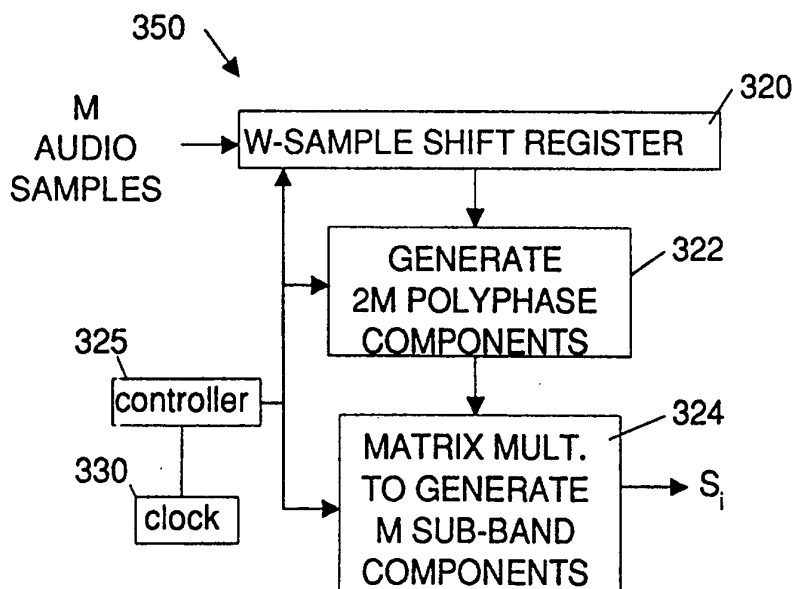 350
320
M
AUDIO
SAMPLES
W-SAMPLE SHIFT REGISTER
GENERATE
2M POLYPHASE
COMPONENTS
322
325
controller
330
clock
324
MATRIX MULT.
TO GENERATE
M SUB-BAND
COMPONENTS
Si